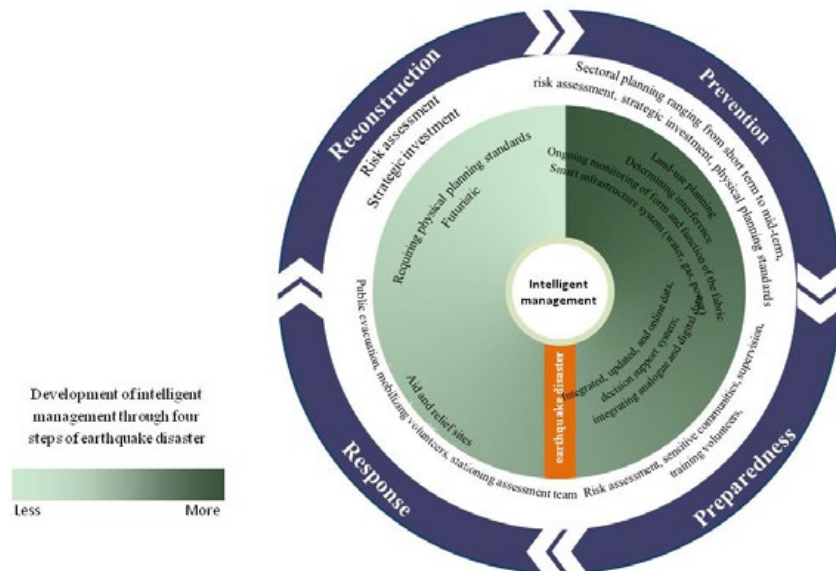 Reconstruction
Prevention
Preparedness
Response
Risk assessment
Strategic investment
Sectoral planning ranging from short term to mid-term,
risk assessment, strategic investment, physical planning standards
Requiring physical planning standards
Futuristic
Land-use planning
Determining interference
Ongoing monitoring of form and function of the fabric
Smart infrastructure system (water, gas, power)
Intelligent
management
Integrated, updated, and online data,
decision support system;
integrating analogue and digital
earthquake disaster
Aid and relief sites
Public evacuation, mobilizing volunteers, stationing assessment team
Risk assessment, sensitive communities, supervision,
training volunteers,
Development of intelligent
management through four
steps of earthquake disaster
Less
More